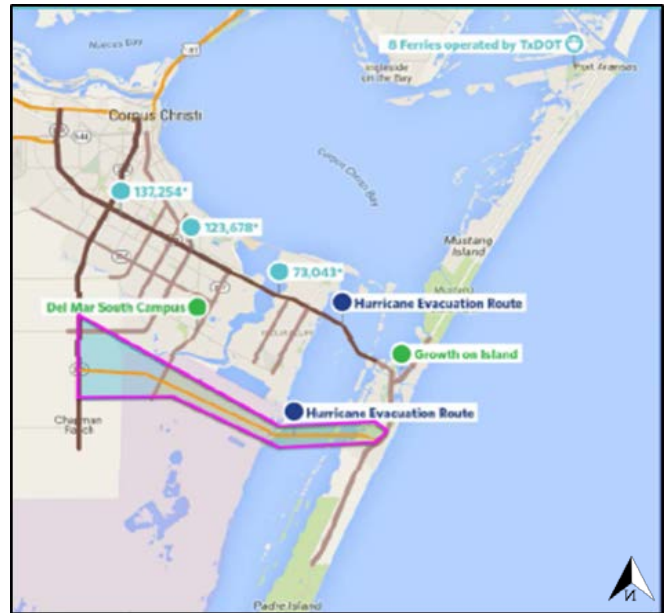 Nueces Bay
181
8 Ferries operated by TxDOT
Ingleside
on the Bay
Port Aransas
Corpus Christi
Corpus Christi Bay
137,254*
123,678*
73,043*
Mustang
Island
Hurricane Evacuation Route
Del Mar South Campus
Growth on Island
Hurricane Evacuation Route
Chapman
Ranch
Padre Island
N